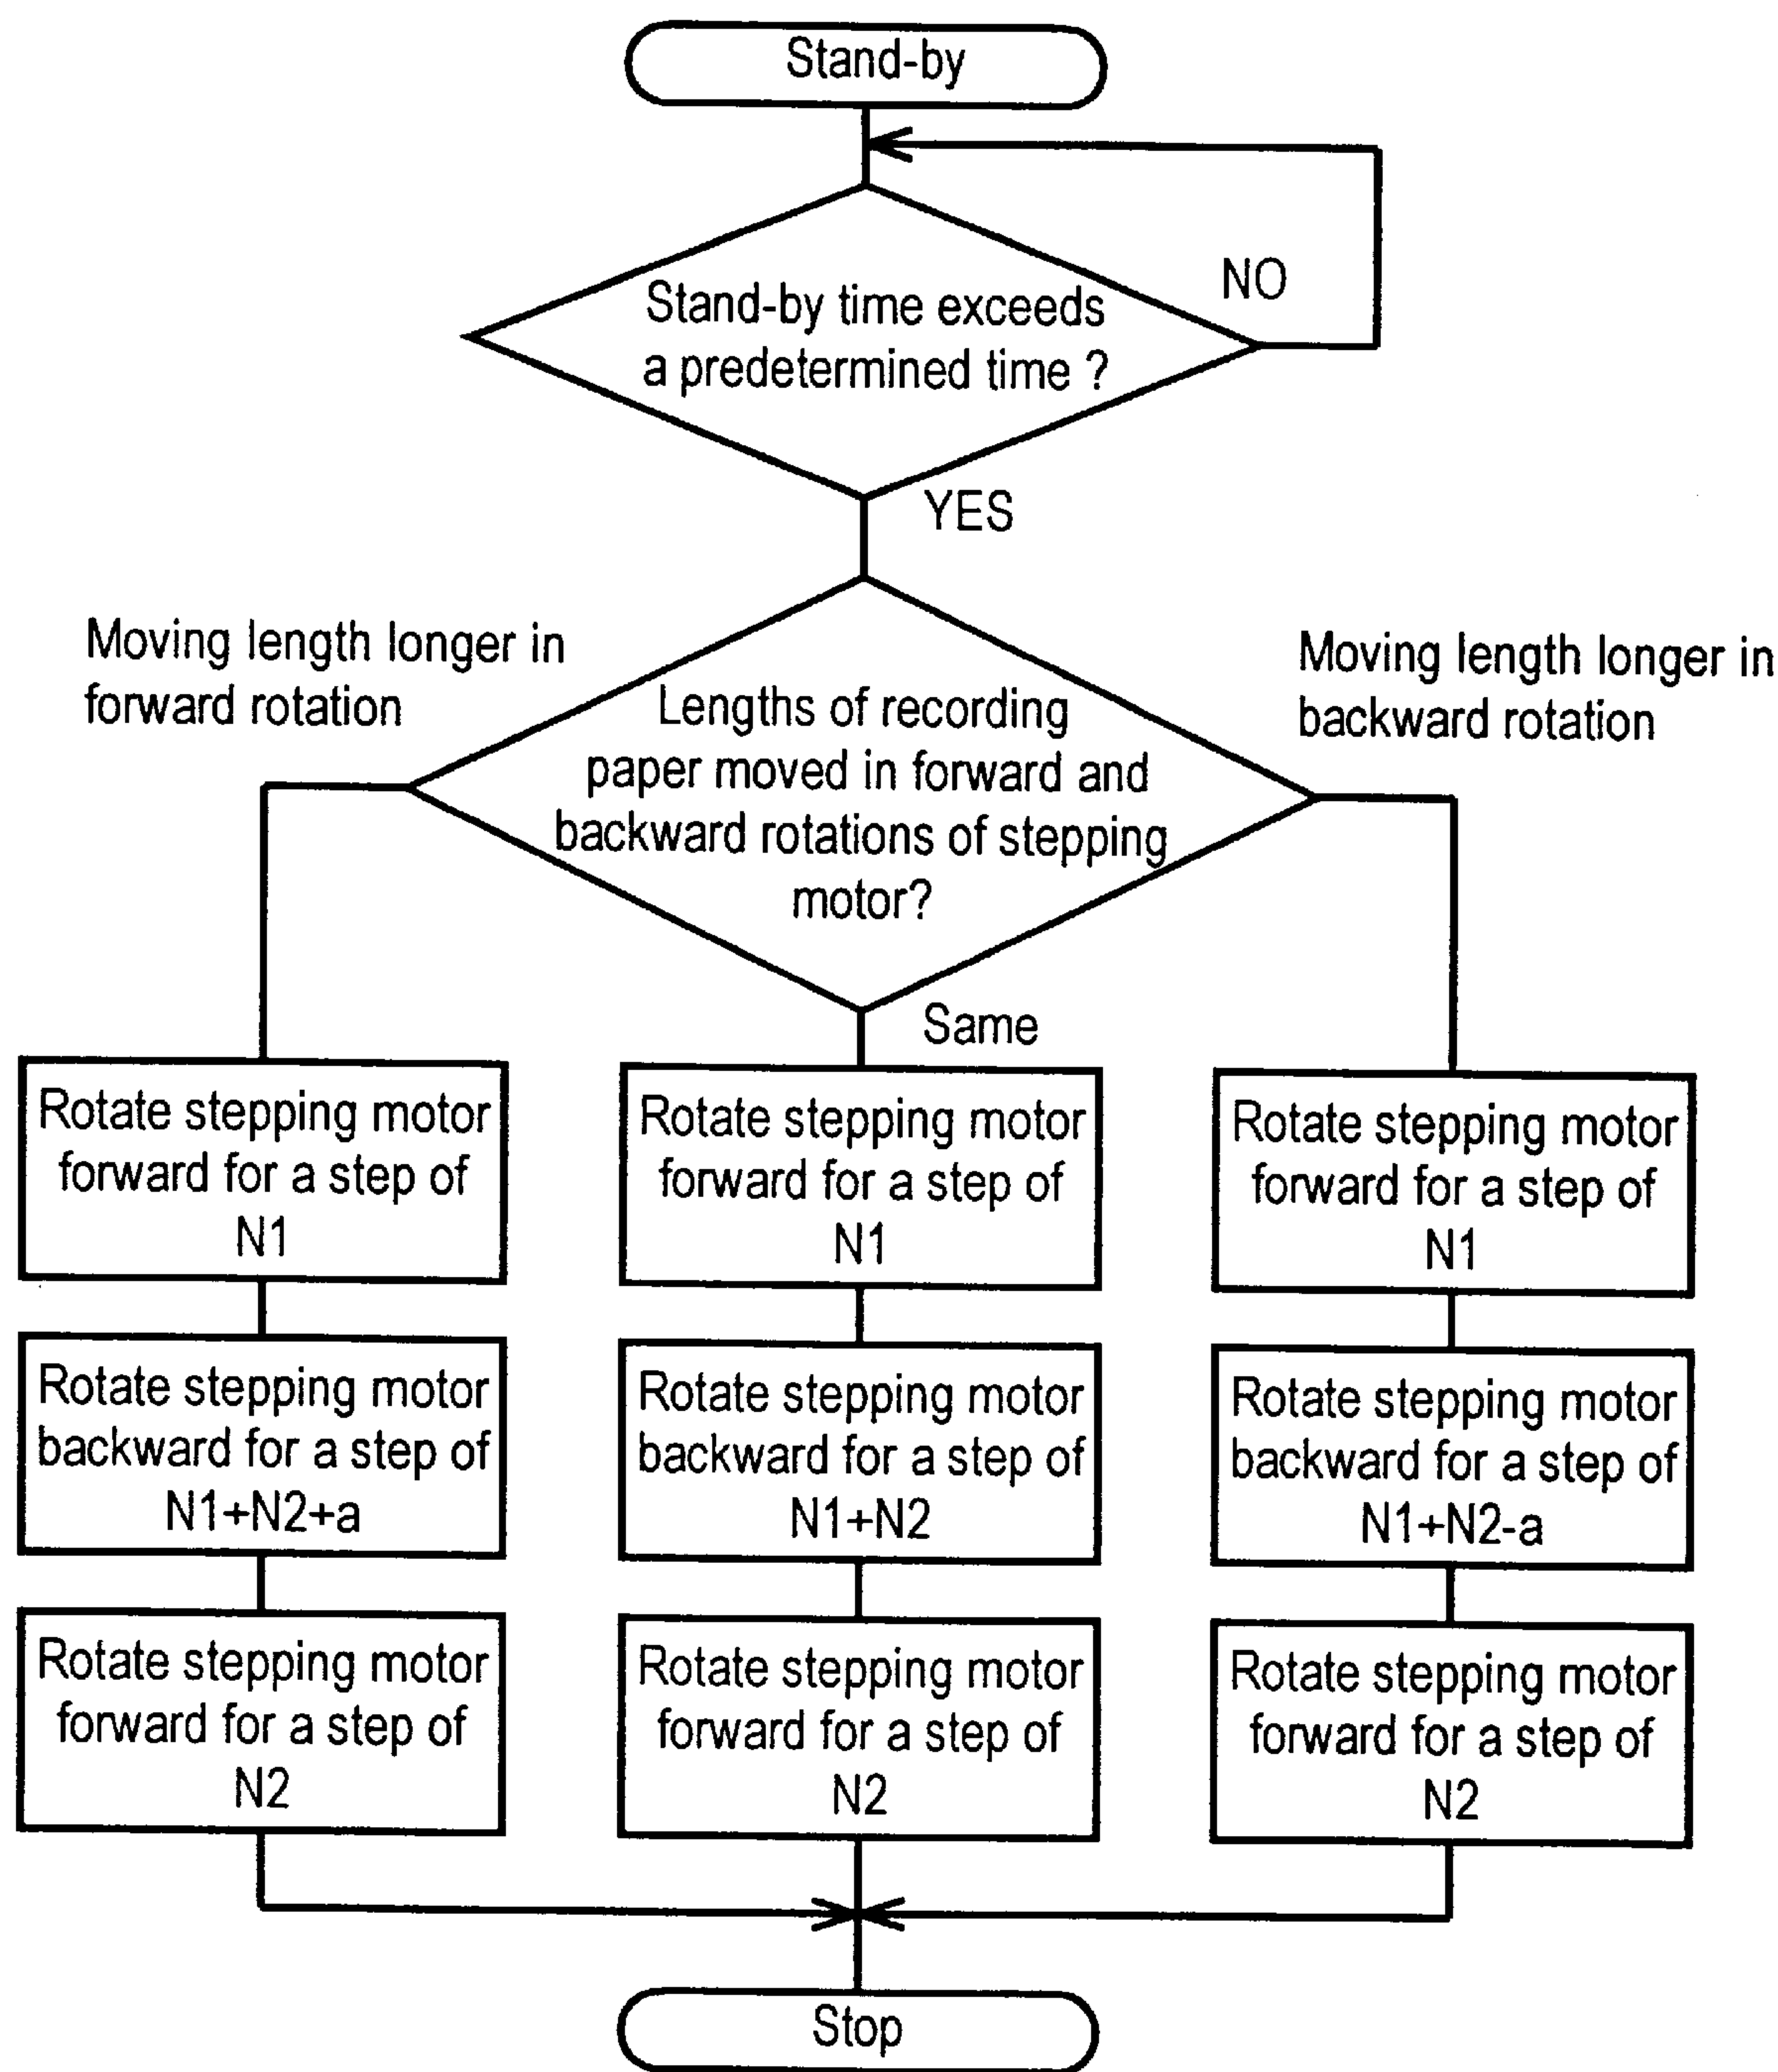 Stand-by
NO
Stand-by time exceeds
a predetermined time ?
YES
Moving length longer in
forward rotation
Moving length longer in
backward rotation
Lengths of recording
paper moved in forward and
backward rotations of stepping
motor?
Same
Rotate stepping motor
forward for a step of
N1
Rotate stepping motor
backward for a step of
N1+N2+a
Rotate stepping motor
forward for a step of
N2
Rotate stepping motor
forward for a step of
N1
Rotate stepping motor
backward for a step of
N1+N2
Rotate stepping motor
forward for a step of
N2
Rotate stepping motor
forward for a step of
N1
Rotate stepping motor
backward for a step of
N1+N2-a
Rotate stepping motor
forward for a step of
N2
Stop